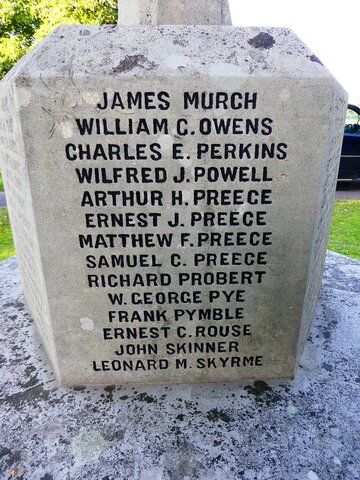 JAMES MURCH
WILLIAM C. OWENS
CHARLES E. PERKINS
WILFRED J. POWELL
ARTHUR H. PREECE
ERNEST J. PREECE
MATTHEW F. PREECE
SAMUEL C. PREECE
RICHARD PROBERT
W. GEORGE PYE
FRANK PYMBLE
ERNEST C. ROUSE
JOHN SKINNER
LEONARD M. SKYRME